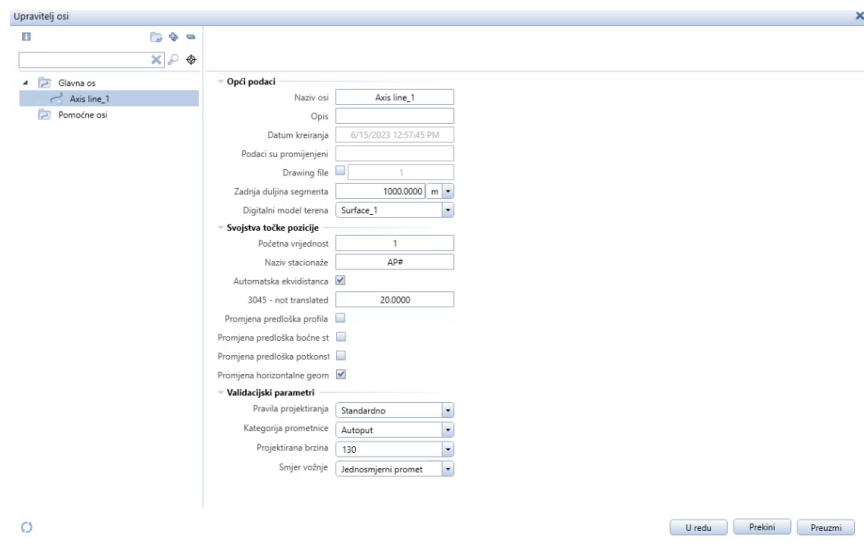 Upravitelj osi
Glavna os
Axis line_1
Pomoćne osi
Opći podaci
Naziv osi Axis line_1
Opis
Datum kreiranja 6/15/2023 12:57:45 PM
Podaci su promijenjeni
Drawing file 1
Zadnja duljina segmenta 1000.0000 m
Digitalni model terena Surface_1
Svojstva točke pozicije
Početna vrijednost 1
Naziv stacionaže AP#
Automatska ekvidistanca
3045 - not translated 20.0000
Promjena predloška profila
Promjena predloška bočne st
Promjena predloška potkonst
Promjena horizontalne geom
Validacijski parametri
Pravila projektiranja Standardno
Kategorija prometnice Autoput
Projektirana brzina 130
Smjer vožnje Jednosmjerni promet
U redu Prekini Preuzmi